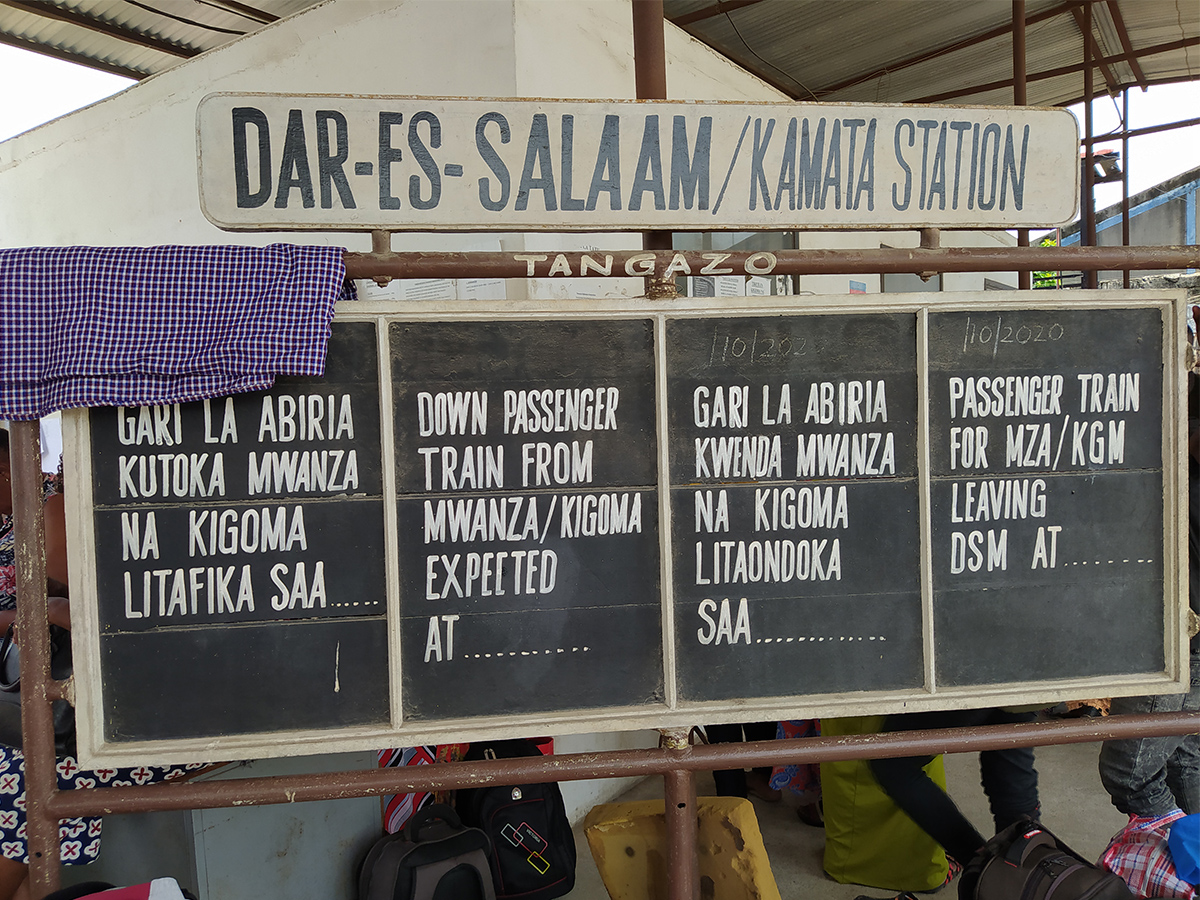 DAR-ES-SALAAM/KAMATA STATION
TANGAZO
GARI LA ABIRIA
KUTOKA MWANZA
NA KIGOMA
LITAFIKA SAA.....
DOWN PASSENGER
TRAIN FROM
MWANZA/KIGOMA
EXPECTED
AT ............
/10/202
GARI LA ABIRIA
KWENDA MWANZA
NA KIGOMA
LITAONDOKA
SAA..............
/10/2020
PASSENGER TRAIN
FOR MZA/KGM
LEAVING
DSM AT.........